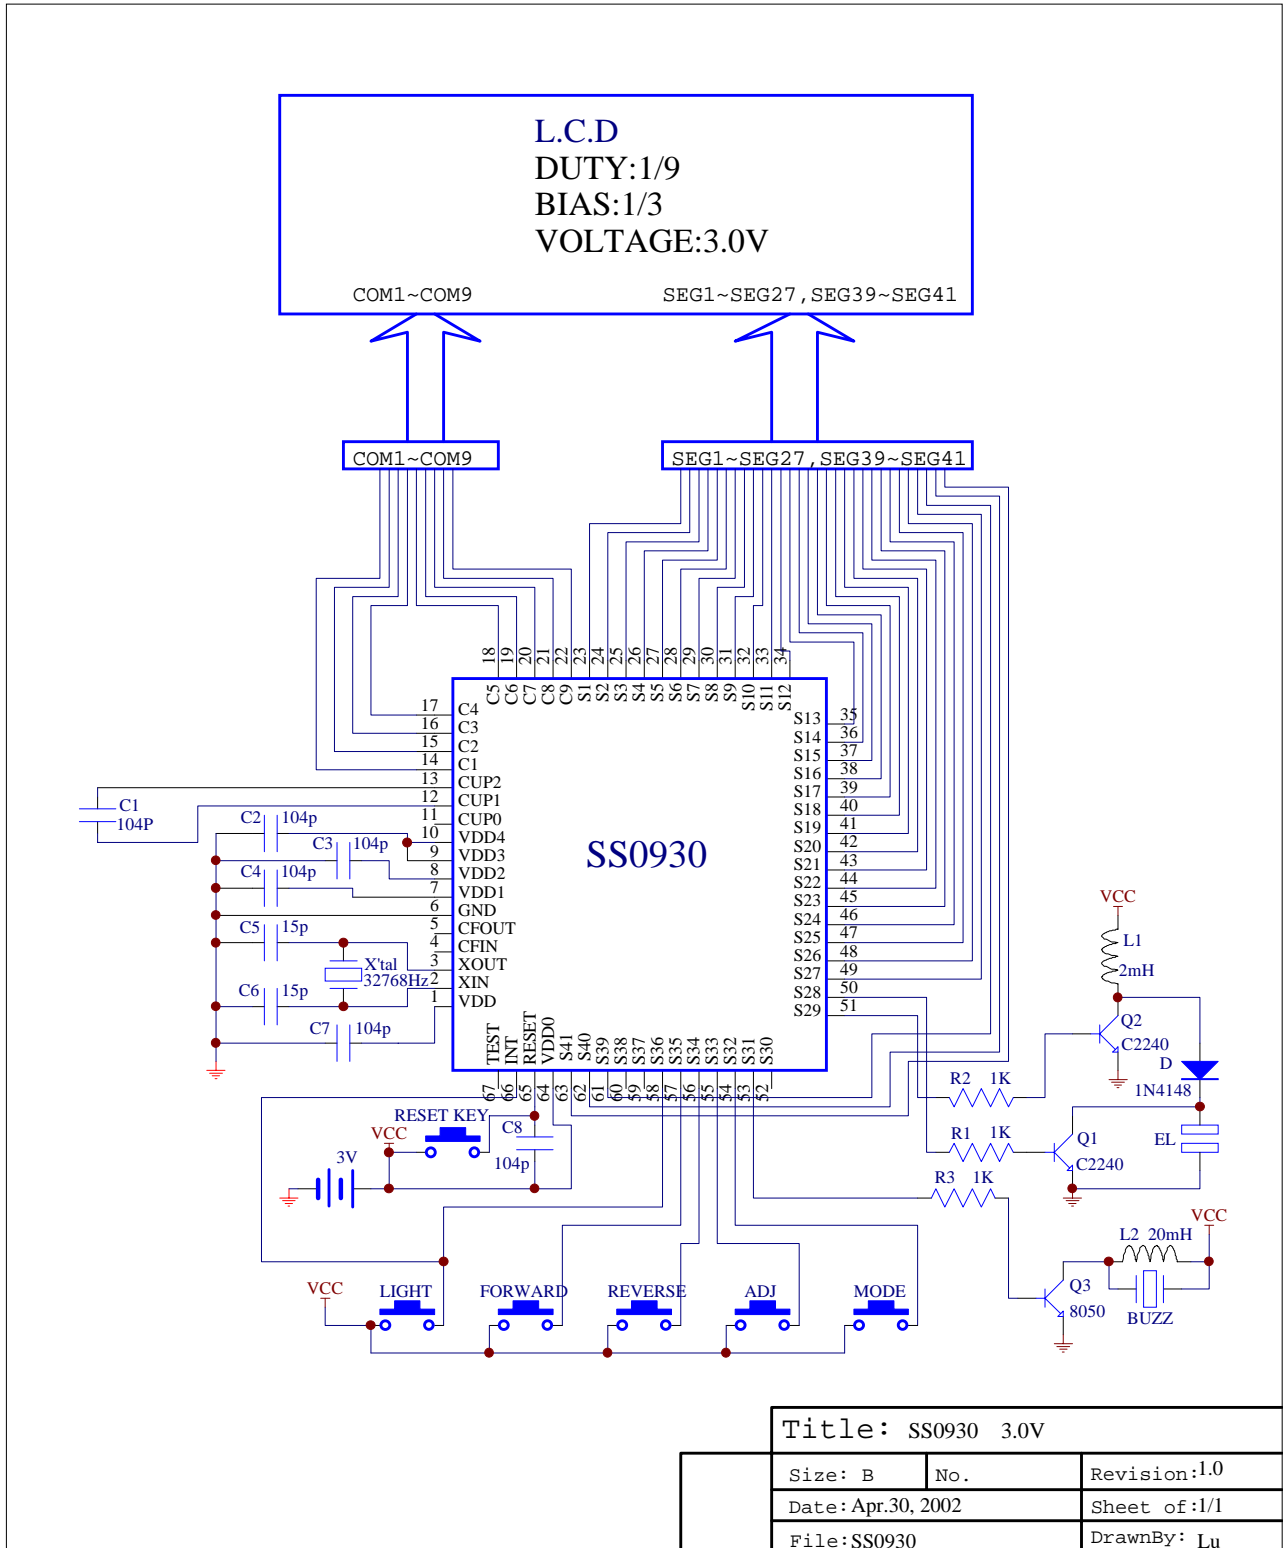 L.C.D
DUTY:1/9
BIAS:1/3
VOLTAGE:3.0V
COM1~COM9 SEG1~SEG27,SEG39~SEG41
COM1~COM9 SEG1~SEG27,SEG39~SEG41
18 19 20 21 22 23 24 25 26 27 28 29 30 31 32 33 34
C5 C6 C7 C8 C9 S1 S2 S3 S4 S5 S6 S7 S8 S9 S10 S11 S12
17 C4
16 C3
15 C2
14 C1
13 CUP2
12 CUP1
11 CUP0
10 VDD4
9 VDD3
8 VDD2
7 VDD1
6 GND
5 CFOUT
4 CFIN
3 XOUT
2 XIN
1 VDD
S13 35
S14 36
S15 37
S16 38
S17 39
S18 40
S19 41
S20 42
S21 43
S22 44
S23 45
S24 46
S25 47
S26 48
S27 49
S28 50
S29 51
SS0930
C1
104P
C2 104p
C3 104p
C4 104p
C5 15p
X'tal
32768Hz
C6 15p
C7 104p
TEST INT RESET VDD0 S41 S40 S39 S38 S37 S36 S35 S34 S33 S32 S31 S30
67 66 65 64 63 62 61 60 59 58 57 56 55 54 53 52
VCC
L1
2mH
Q2
C2240
D
1N4148
R2 1K
R1 1K
Q1
C2240
EL
R3 1K
RESET KEY
VCC
C8
104p
3V
VCC
L2 20mH
Q3
8050
BUZZ
VCC
LIGHT FORWARD REVERSE ADJ MODE
Title: SS0930 3.0V
Size: B No. Revision:1.0
Date:Apr.30, 2002 Sheet of:1/1
File:SS0930 DrawnBy: Lu